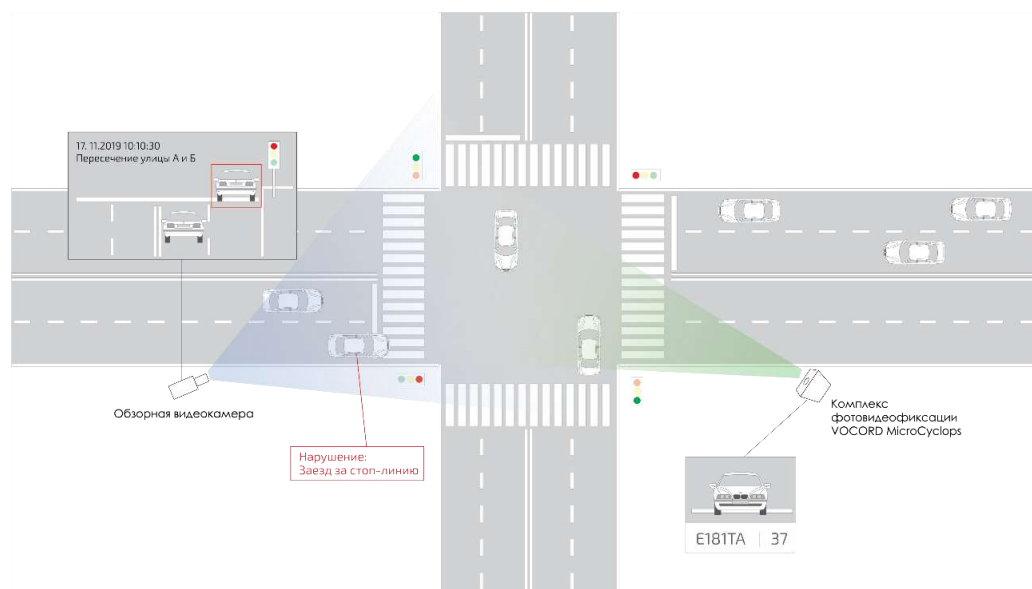 17. 11.2019 10:10:30
Пересечение улицы А и Б
Обзорная видеокамера
Нарушение:
Заезд за стоп-линию
Комплекс
фотовидеофиксации
VOCORD MicroCyclops
E181TA | 37